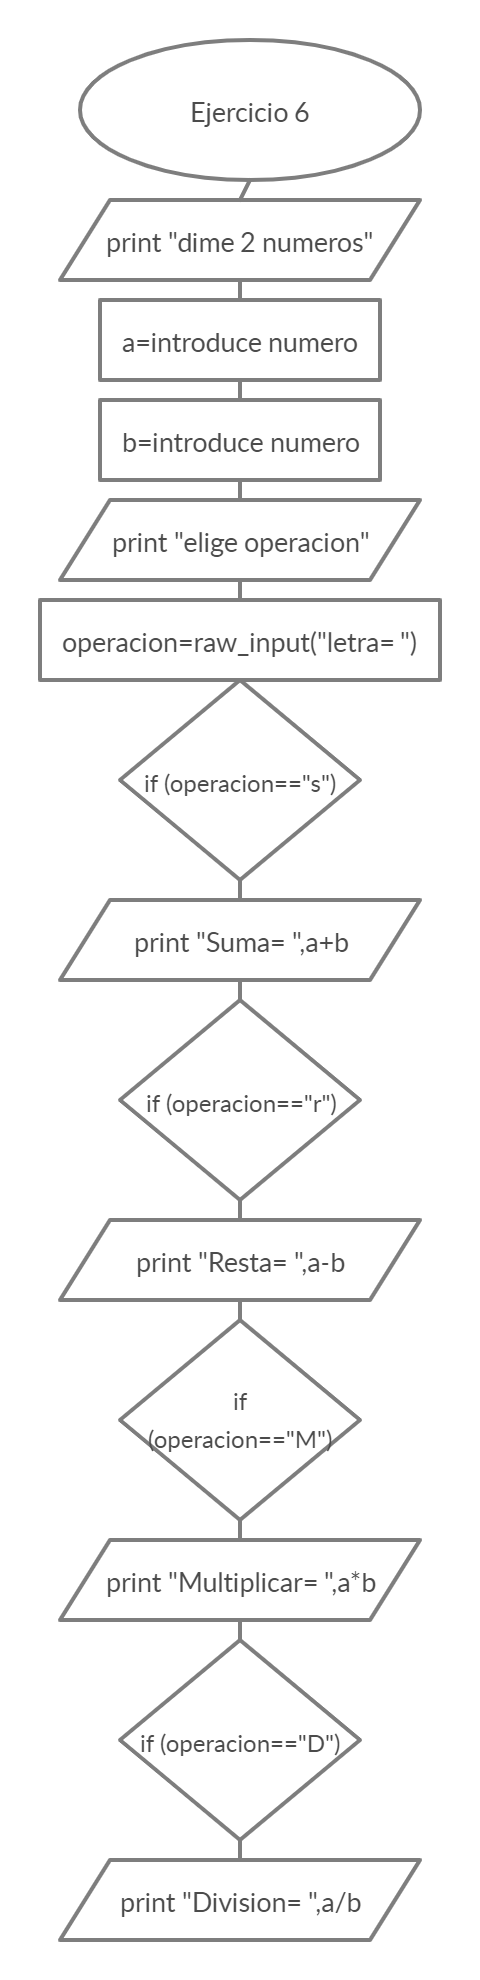 Ejercicio 6
print "dime 2 numeros"
a=introduce numero
b=introduce numero
print "elige operacion"
operacion=raw_input("letra= ")
if (operacion=="s")
print "Suma= ",a+b
if (operacion=="r")
print "Resta= ",a-b
if
(operacion=="M")
print "Multiplicar= ",a*b
if (operacion=="D")
print "Division= ",a/b